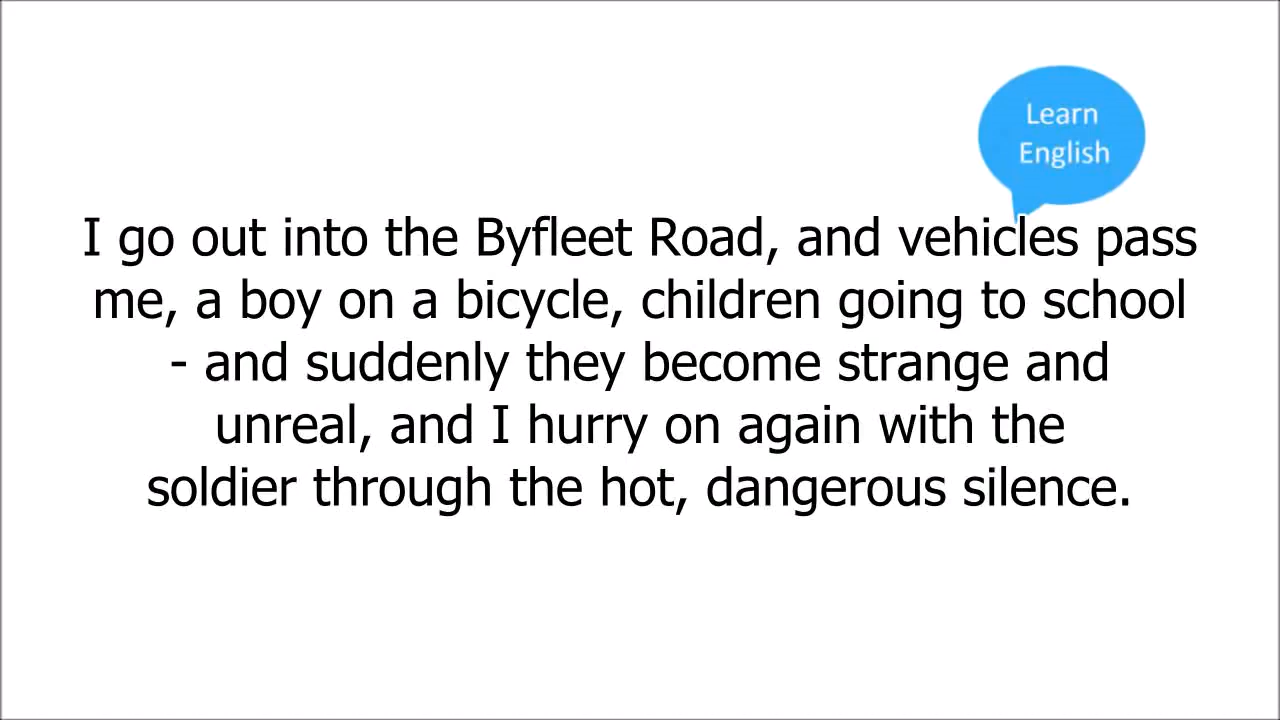 Learn
English
I go out into the Byfleet Road, and vehicles pass
me, a boy on a bicycle, children going to school
- and suddenly they become strange and
unreal, and I hurry on again with the
soldier through the hot, dangerous silence.